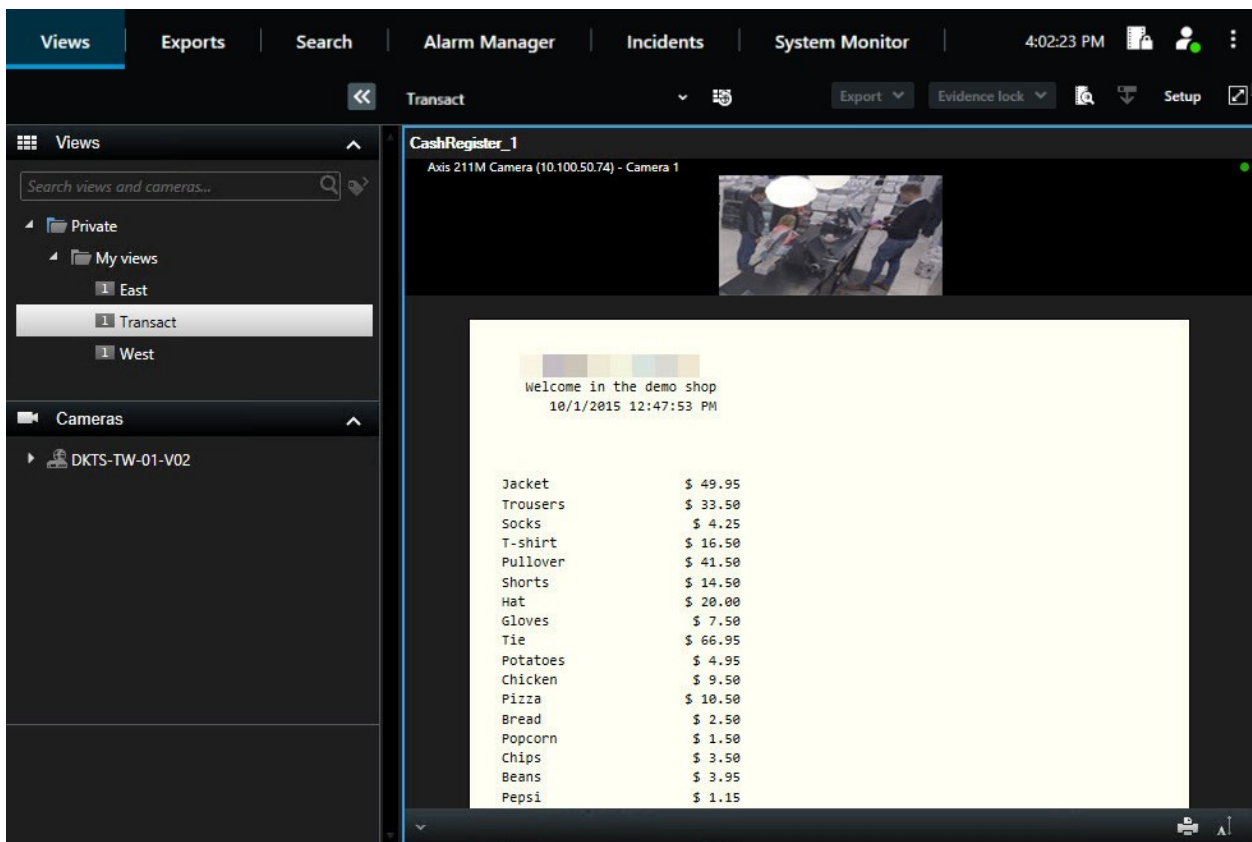 Views Exports Search Alarm Manager Incidents System Monitor 4:02:23 PM
Transact Export Evidence lock Setup
Views
Search views and cameras...
Private
My views
1 East
1 Transact
1 West
Cameras
DKTS-TW-01-V02
CashRegister_1
Axis 211M Camera (10.100.50.74) - Camera 1
Welcome in the demo shop
10/1/2015 12:47:53 PM
Jacket $ 49.95
Trousers $ 33.50
Socks $ 4.25
T-shirt $ 16.50
Pullover $ 41.50
Shorts $ 14.50
Hat $ 20.00
Gloves $ 7.50
Tie $ 66.95
Potatoes $ 4.95
Chicken $ 9.50
Pizza $ 10.50
Bread $ 2.50
Popcorn $ 1.50
Chips $ 3.50
Beans $ 3.95
Pepsi $ 1.15
A